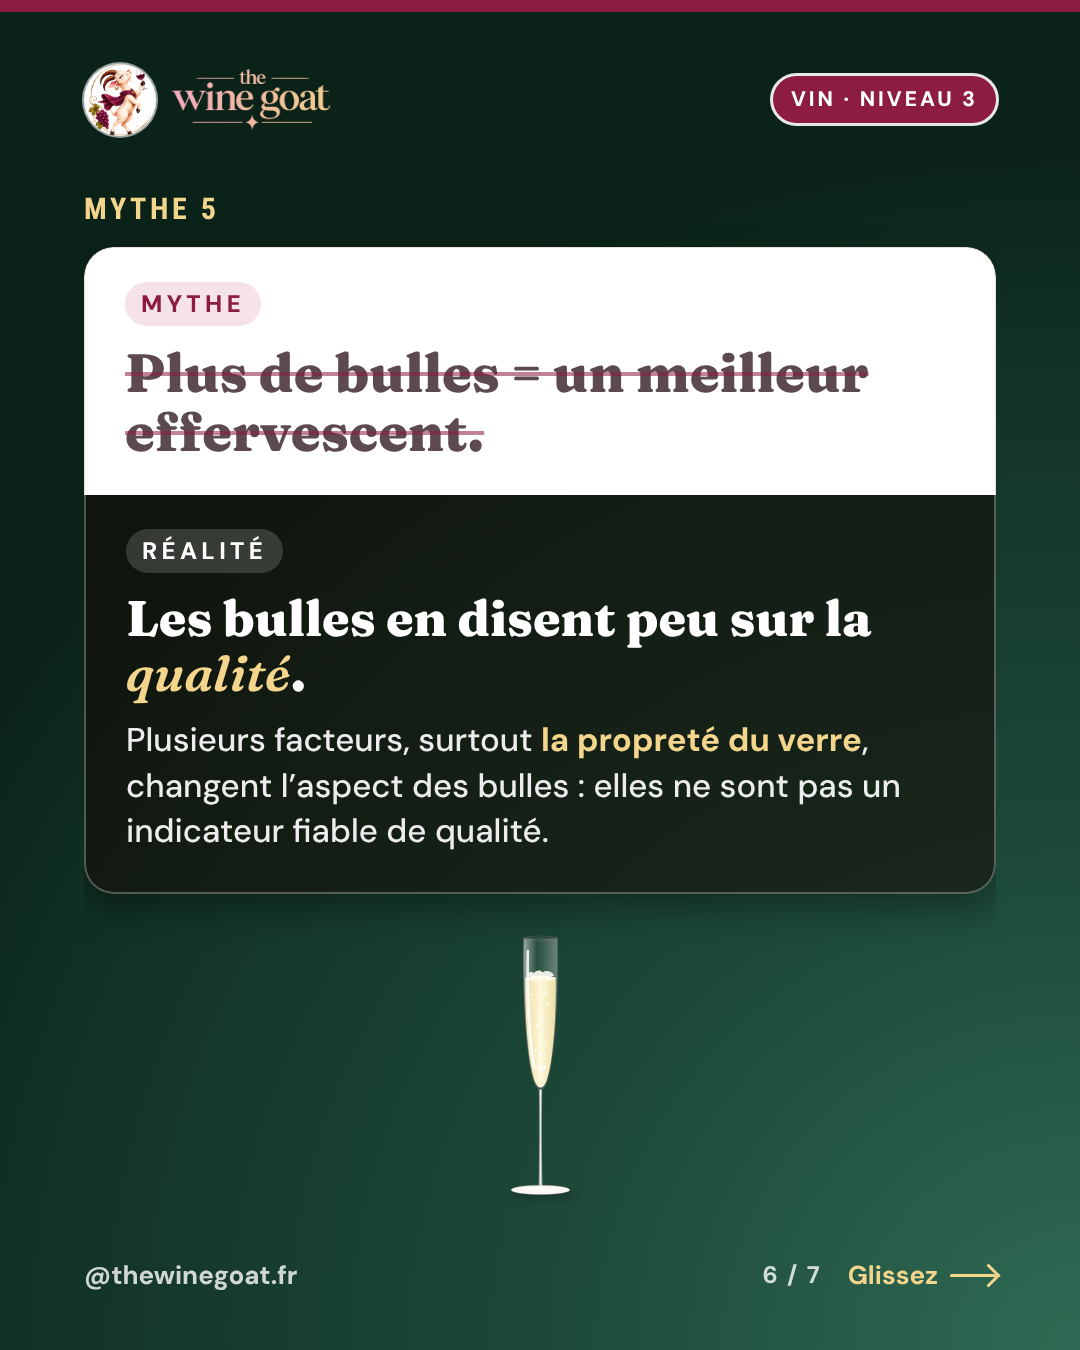 the
wine goat
VIN · NIVEAU 3
MYTHE 5
MYTHE
Plus de bulles = un meilleur
effervescent.
RÉALITÉ
Les bulles en disent peu sur la
qualité.
Plusieurs facteurs, surtout la propreté du verre,
changent l’aspect des bulles : elles ne sont pas un
indicateur fiable de qualité.
@thewinegoat.fr
6 / 7 Glissez